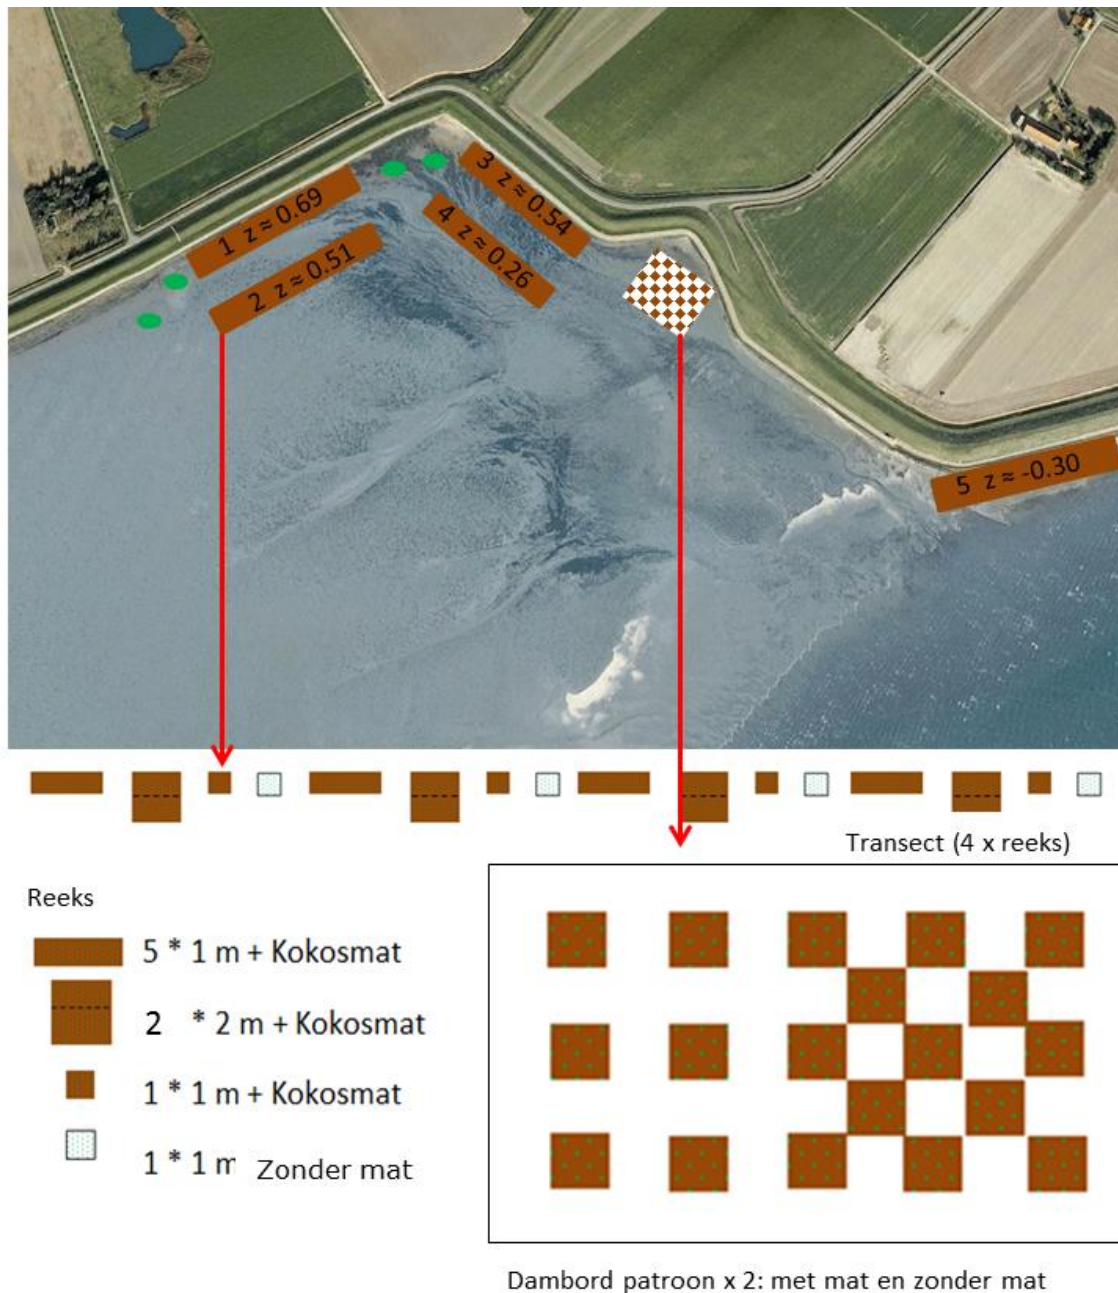 1 z ≈ 0.69
2 z ≈ 0.51
3 z ≈ 0.54
4 z ≈ 0.26
5 z ≈ -0.30
Transect (4 x reeks)
Reeks
5 * 1 m + Kokosmat
2 * 2 m + Kokosmat
1 * 1 m + Kokosmat
1 * 1 m Zonder mat
Dambord patroon x 2: met mat en zonder mat